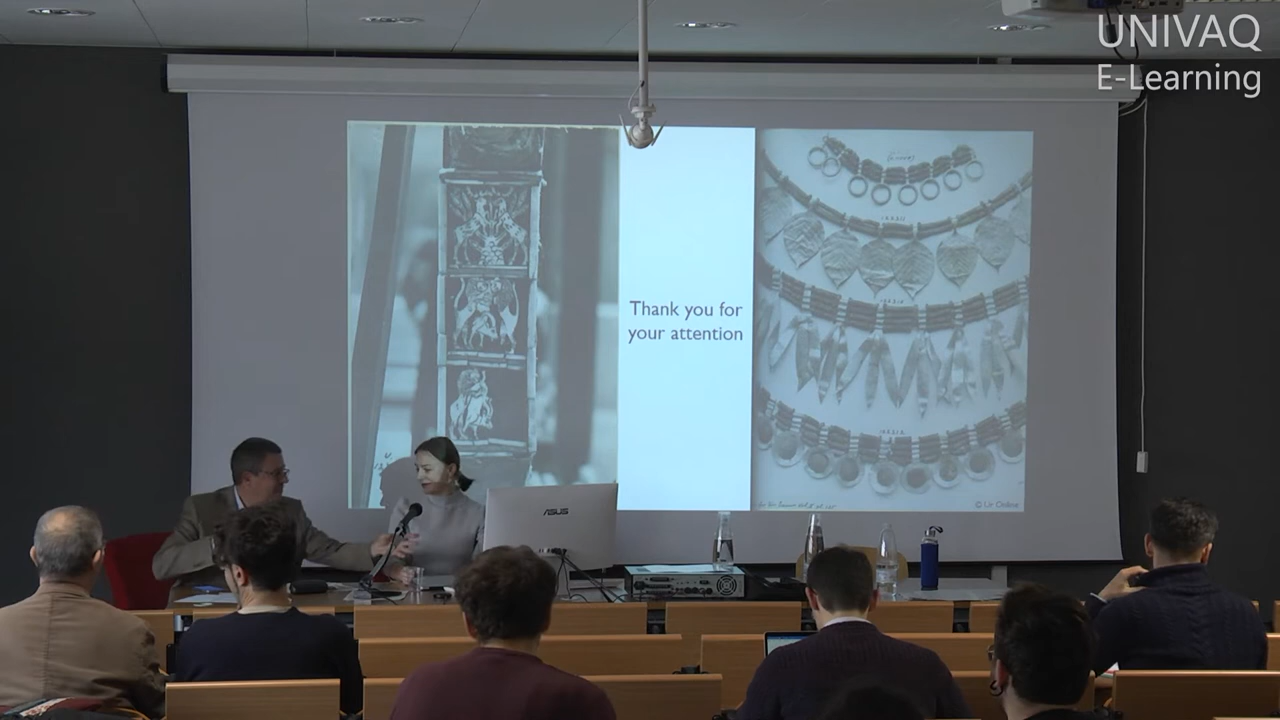 UNIVAQ
E-Learning
Thank you for
your attention
© Ur Online
ASUS